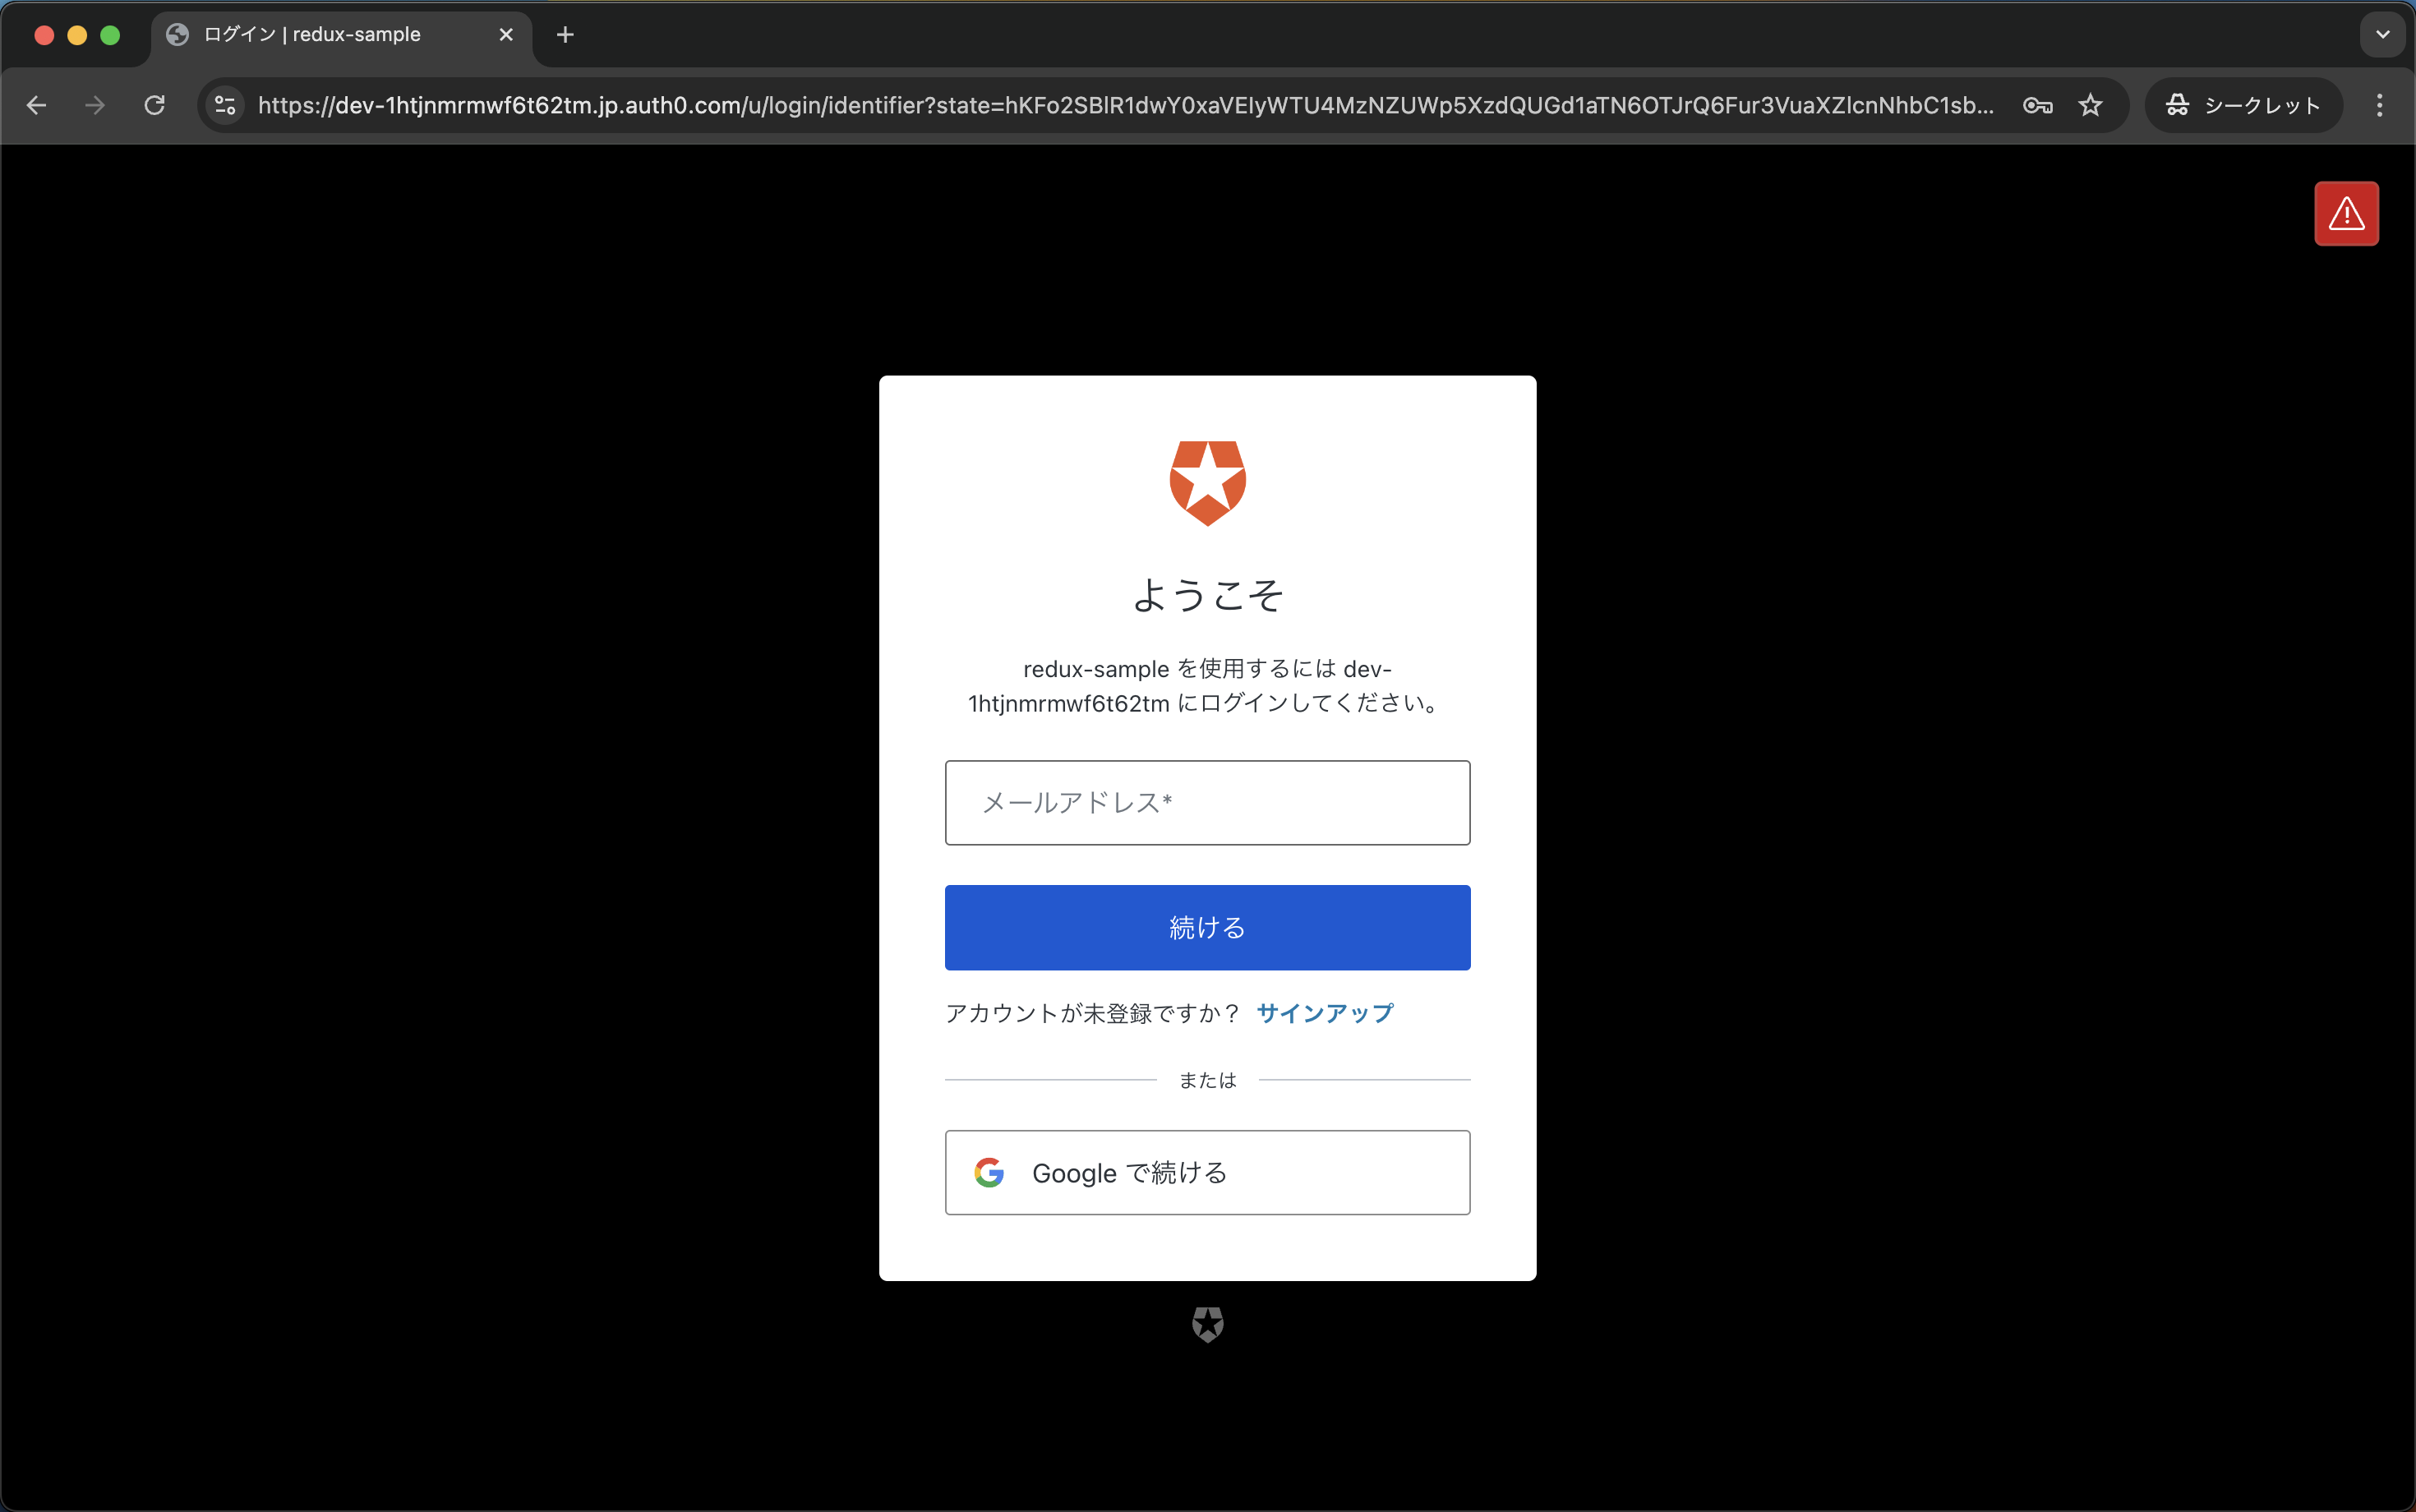 ログイン | redux-sample
https://dev-1htjnmrmwf6t62tm.jp.auth0.com/u/login/identifier?state=hKFo2SBlR1dwY0xaVElyWTU4MzNZUWp5XzdQUGd1aTN6OTJrQ6Fur3VuaXZlcnNhbC1sb...
シークレット
ようこそ
redux-sample を使用するには dev-
1htjnmrmwf6t62tm にログインしてください。
メールアドレス*
続ける
アカウントが未登録ですか？ サインアップ
または
Google で続ける